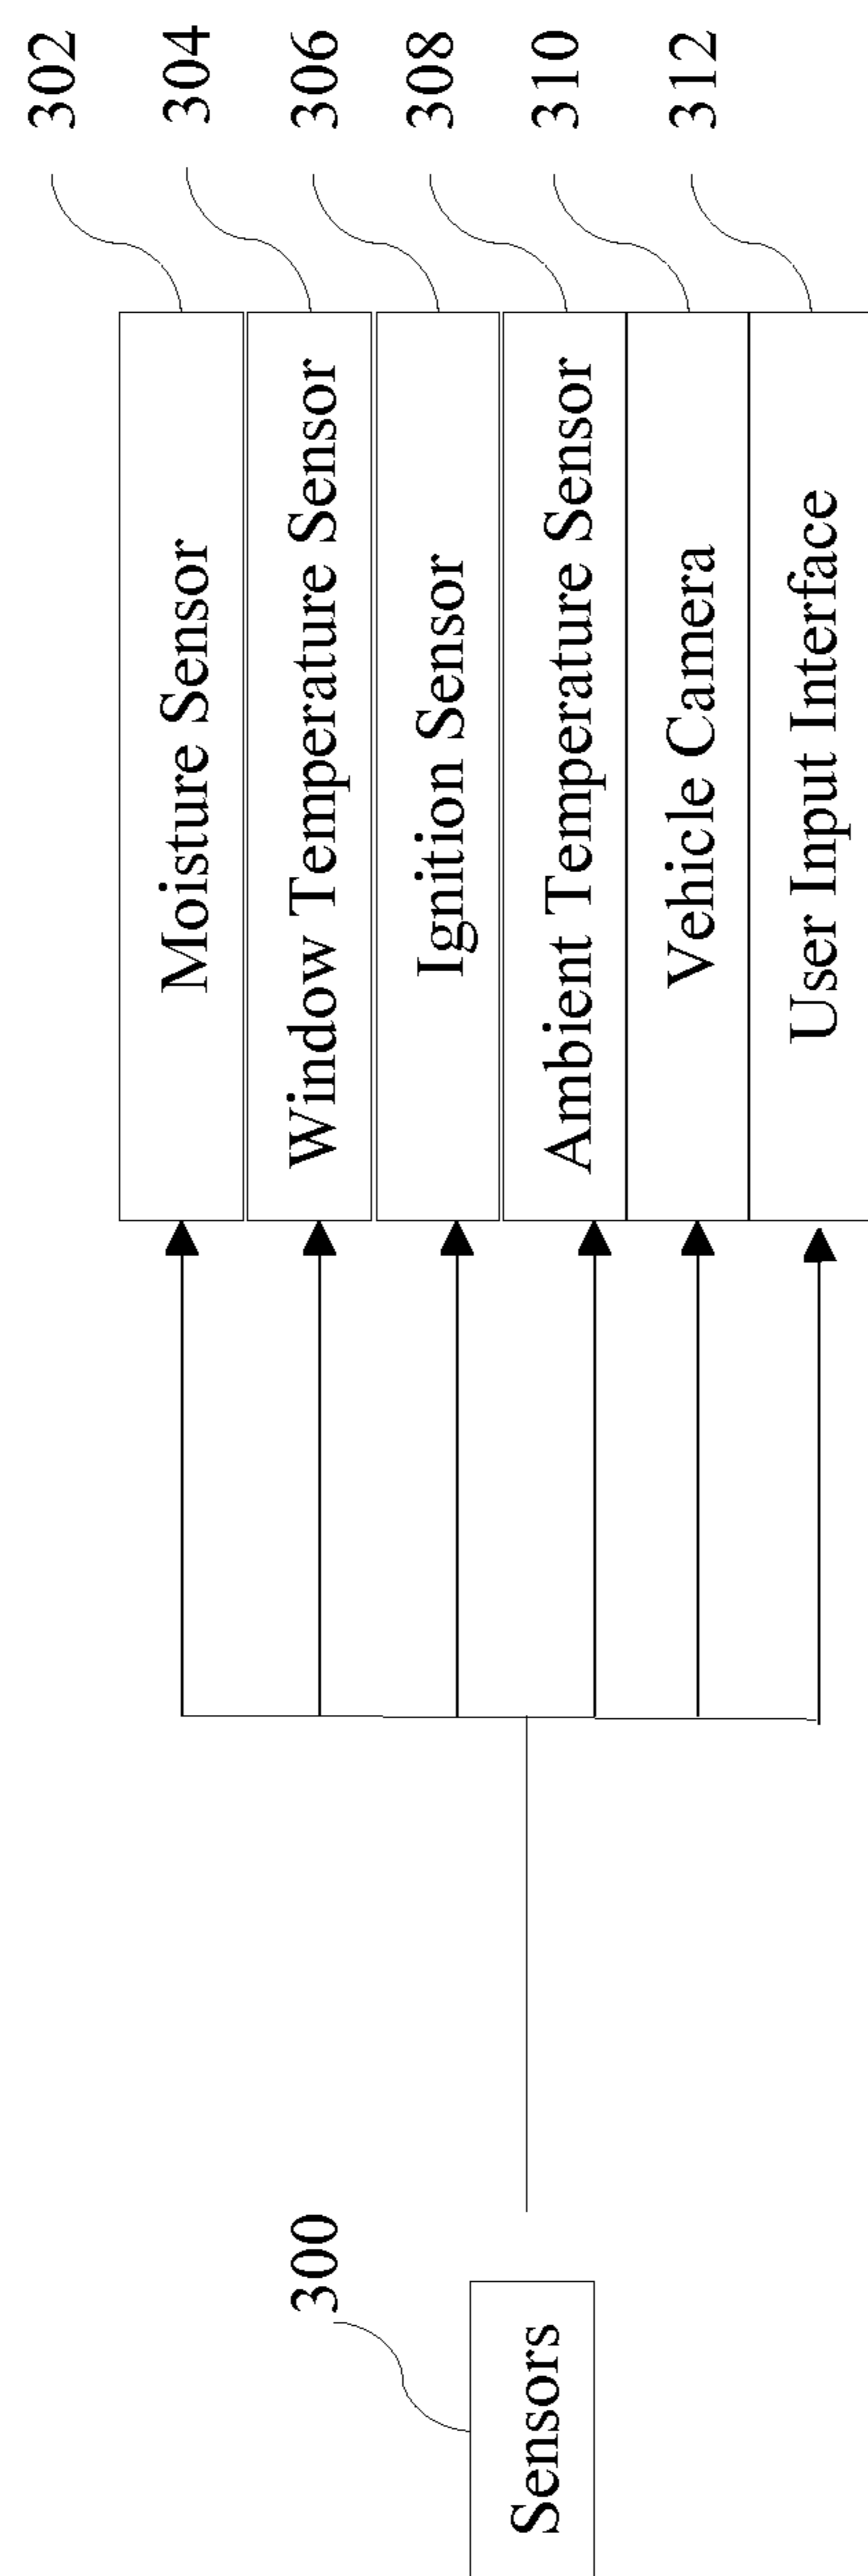 300
Sensors
Moisture Sensor
302
Window Temperature Sensor
304
Ignition Sensor
306
Ambient Temperature Sensor
308
Vehicle Camera
310
User Input Interface
312